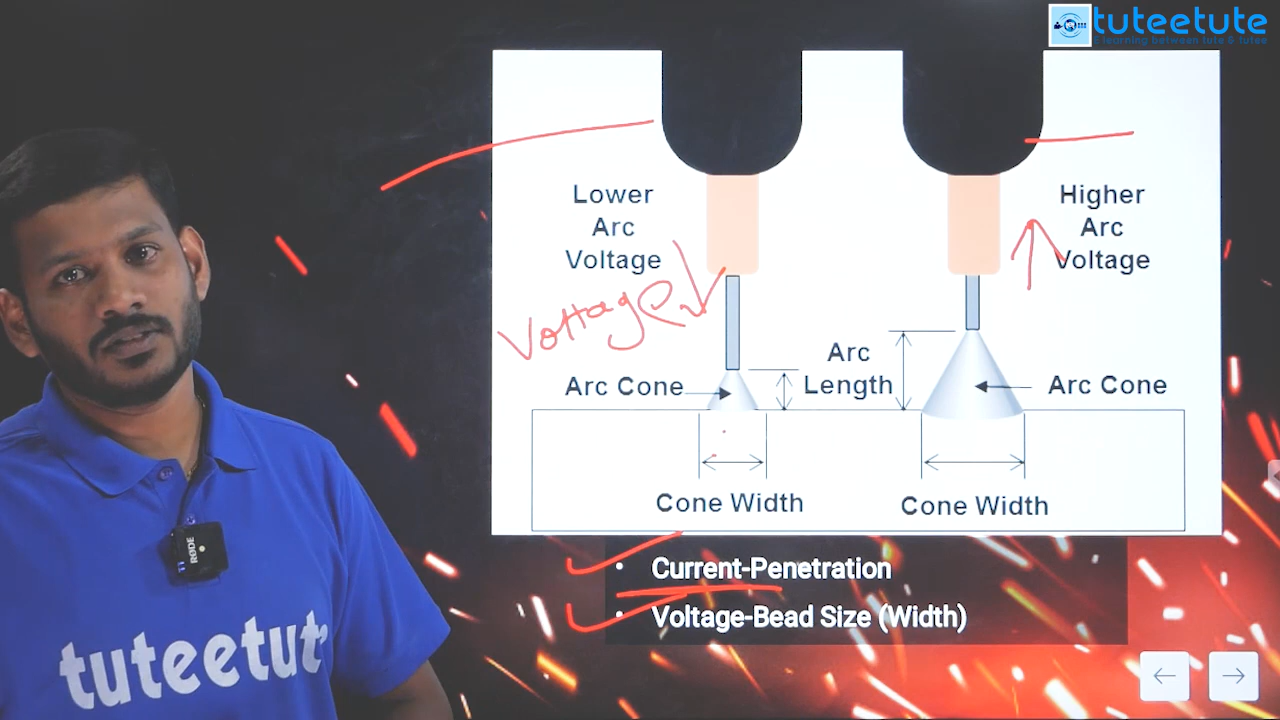 tuteetute
E learning between tute & tutee
Lower
Arc
Voltage
Higher
Arc
Voltage
Voltage
Arc Cone
Arc
Length
Arc Cone
Cone Width
Cone Width
• Current-Penetration
• Voltage-Bead Size (Width)
RØDE
tuteetut